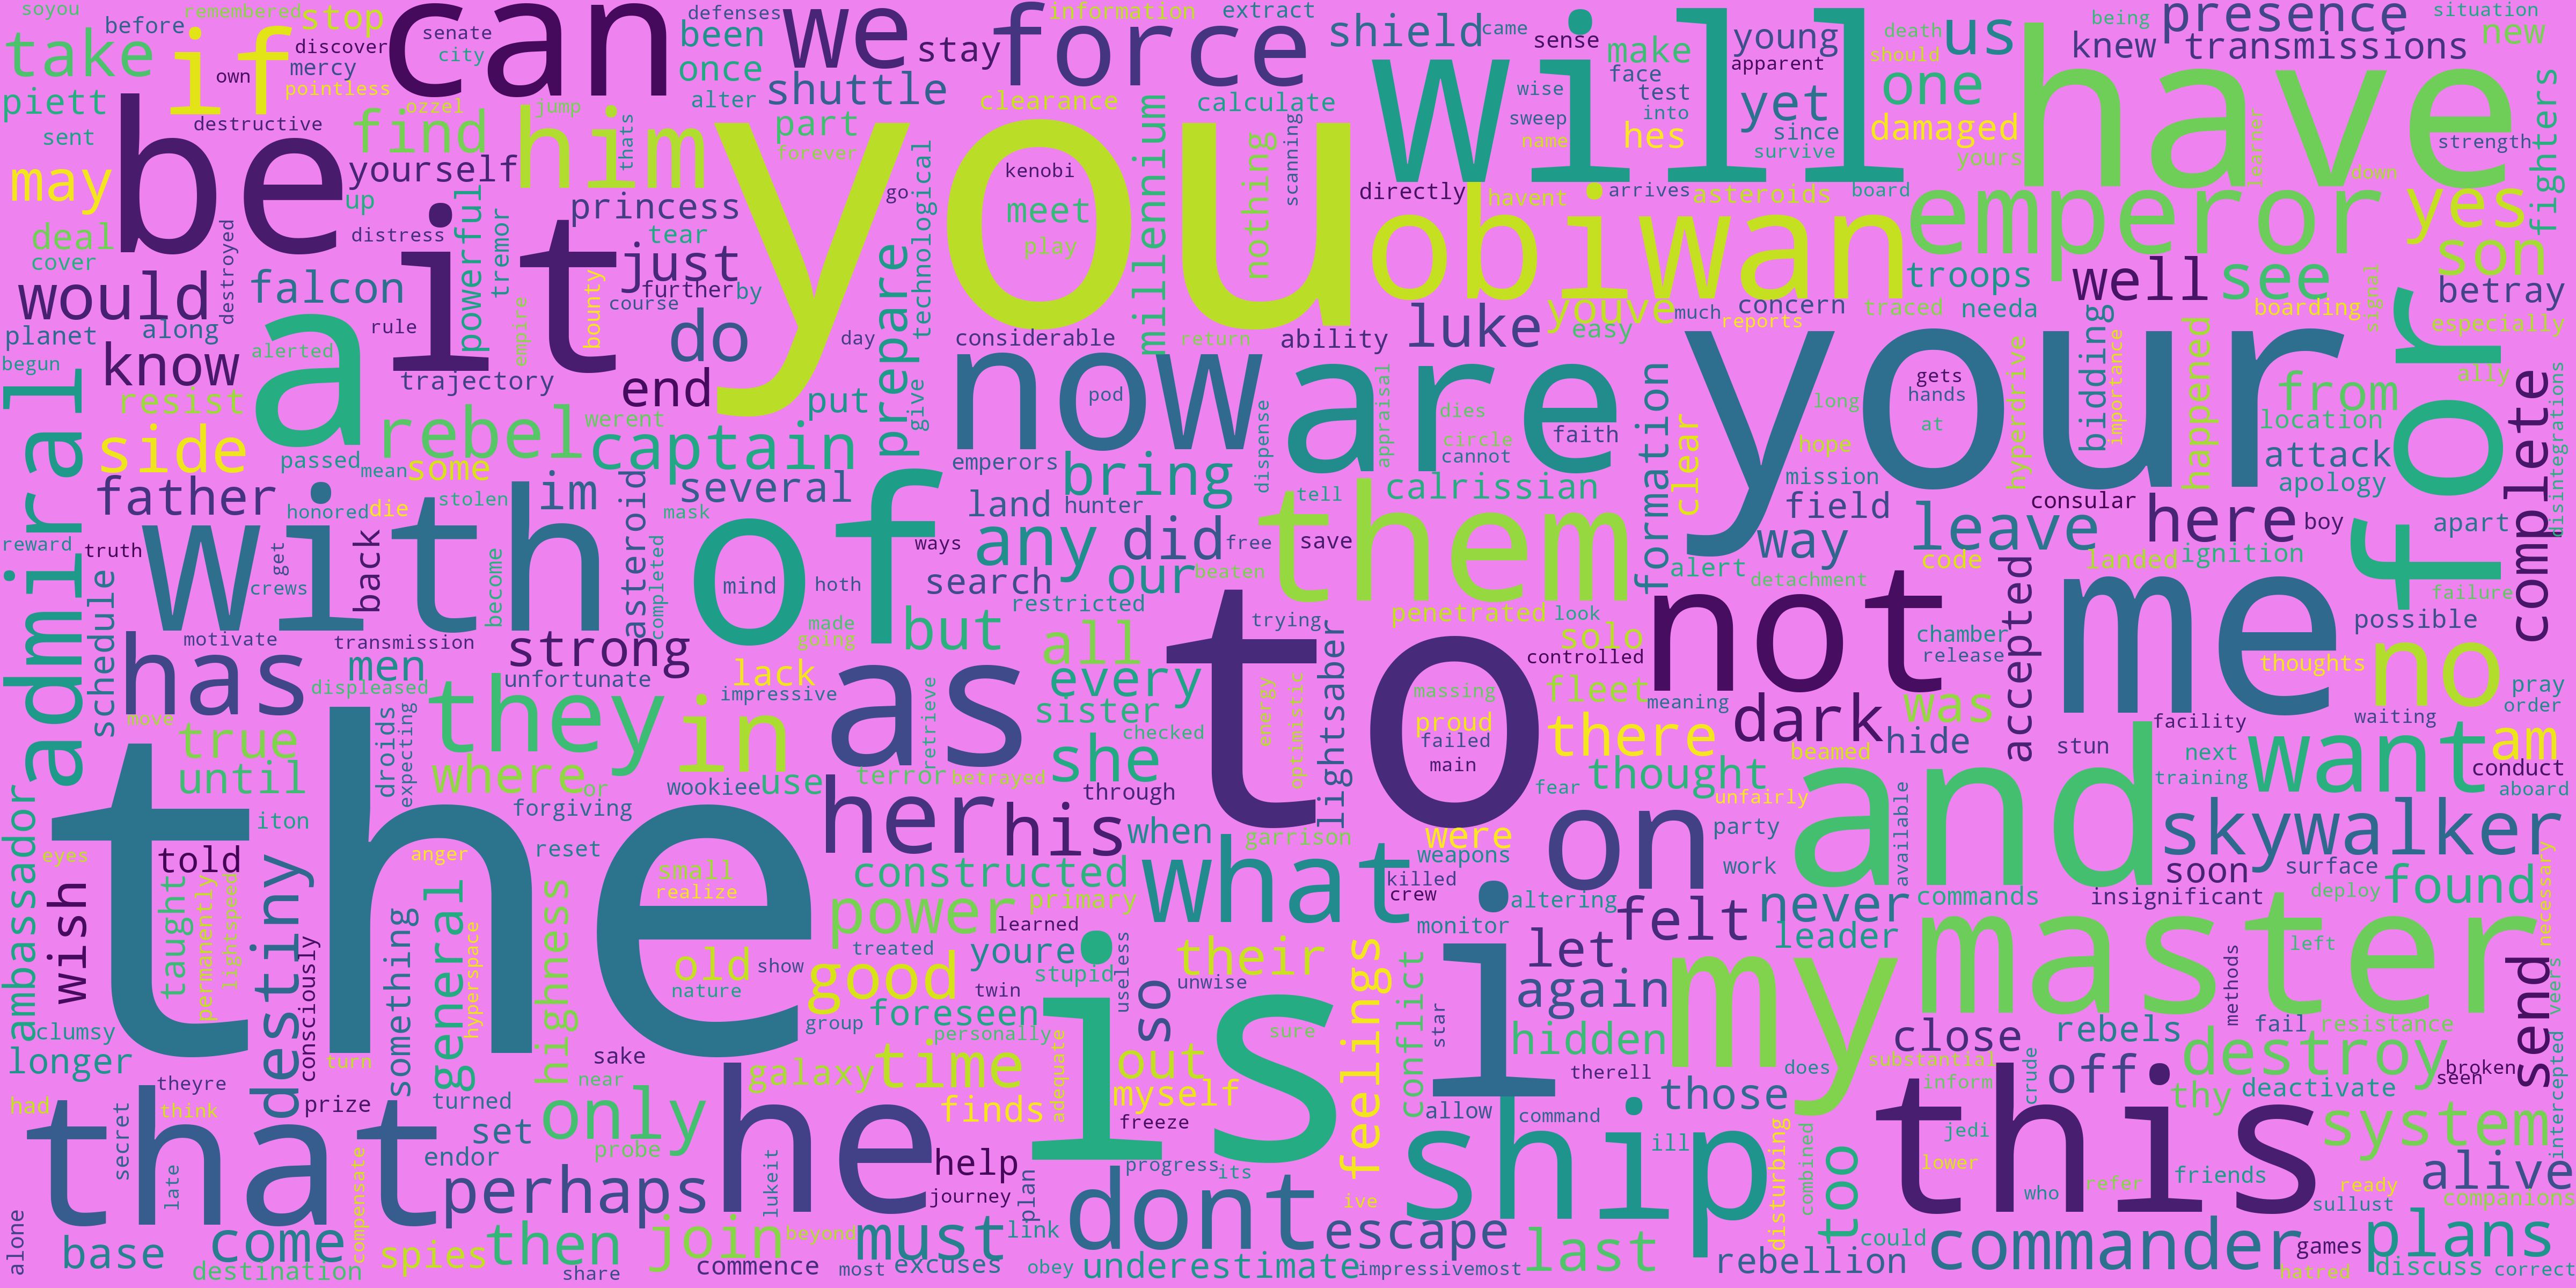 soyou before remembered stop senate defenses information extract came sense death being presence situation
take if discover can been we stay force shield make young us knew transmissions new
own mercy city once shuttle face apparent should
piett pointless ozzel jump alter clearance calculate wise test one yet have
sent be destructive find him thats part millennium you will sweep into hes damaged fighters
may yourself forever kenobi name since survive yours learner strength down
deal up it distress powerful tremor princess tear go meet play nothing scanning directly havent arrives asteroids board emperor yes
cover destroyed technological obiwan son
would falcon just further by prepare youve much concern traced needa troops well see betray
planet along rule empire bounty course do day considerable return ability luke easy reports boarding signal especially
begun alerted a know trajectory end put give now pod are your gets hands hyperdrive bidding importance happened from ally for
admiral resist rebel werent captain dies appraisal long at location complete
side passed mean some emperors bring circle cannot faith hope clear mission attack disintegrations
father honored die stolen im asteroid several mask of land hunter dispense tell calrissian them formation field consular leave here boy apology apart
reward truth with get back ways any did free save way code landed ignition
schedule crews become completed mind hoth search our beaten alert detachment accepted me failure
motivate transmission made going but restricted trying penetrated look solo not chamber possible
has men strong lack all to controlled release thoughts no
displeased unfortunate impressive as every massing fleet meaning dark was pray
move droids expecting they in retrieve sister checked energy optimistic lightsaber proud failed main there beamed hide facility stun waiting order
true until where or wookiee use terror betrayed she through fear thought unfairly and next training want am conduct aboard
ambassador iton the forgiving her his when garrison were party available skywalker
eyes told anger reset small constructed what weapons on work soon surface
wish taught permanently lightspeed destiny general highness realize power primary killed crew altering never commands insignificant deploy found necessary
consciously something hyperspace old treated learned i monitor felt leader master left
good show youre stupid useless their let my methods send
clumsy nature twin is unwise feelings again
longer turn group foreseen so sure conflict star hidden close rebels fail resistance veers intercepted
theyre sake personally adequate substantial destroy broken
had think prize near galaxy time out myself therell does off inform crude thy deactivate seen
that turned only he finds freeze allow command those this system
secret set probe help progress its ship ill disturbing combined too jedi lower alive
late endor perhaps lukeit journey plan dont ive who refer friends sullust ready companions
alone base come compensate spies then join beyond must link escape last rebellion could commander games plans
destination share commence most excuses obey underestimate impressivemost hatred discuss correct